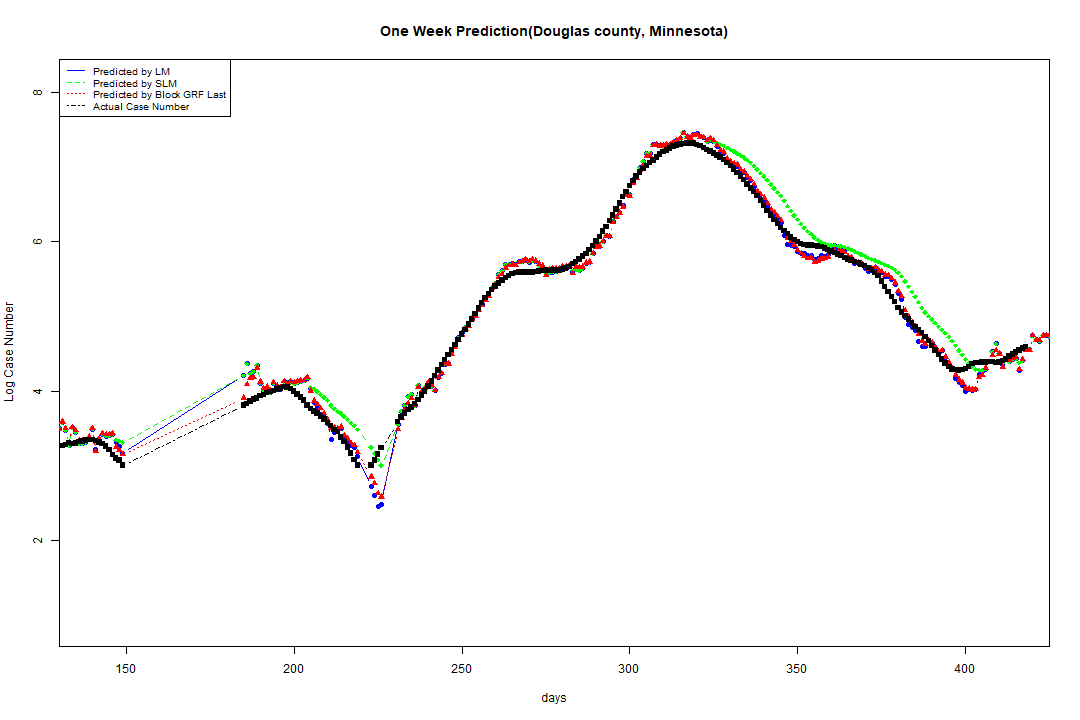 One Week Prediction(Douglas county, Minnesota)
Predicted by LM
Predicted by SLM
Predicted by Block GRF Last
Actual Case Number
8
6
4
2
Log Case Number
150 200 250 300 350 400
days